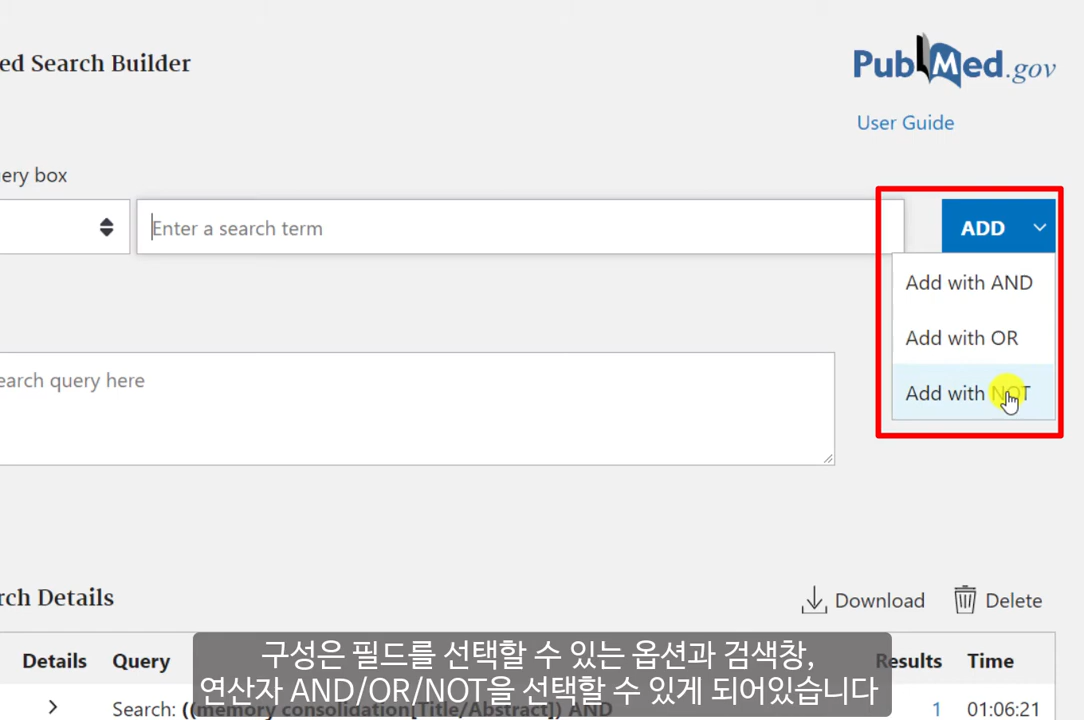 ed Search Builder
PubMed.gov
User Guide
ery box
Enter a search term
ADD
Add with AND
Add with OR
Add with NOT
earch query here
rch Details
Download
Delete
Details Query Results Time
Search: ((memory consolidation[Title/Abstract]) AND 1 01:06:21
구성은 필드를 선택할 수 있는 옵션과 검색창,
연산자 AND/OR/NOT을 선택할 수 있게 되어있습니다